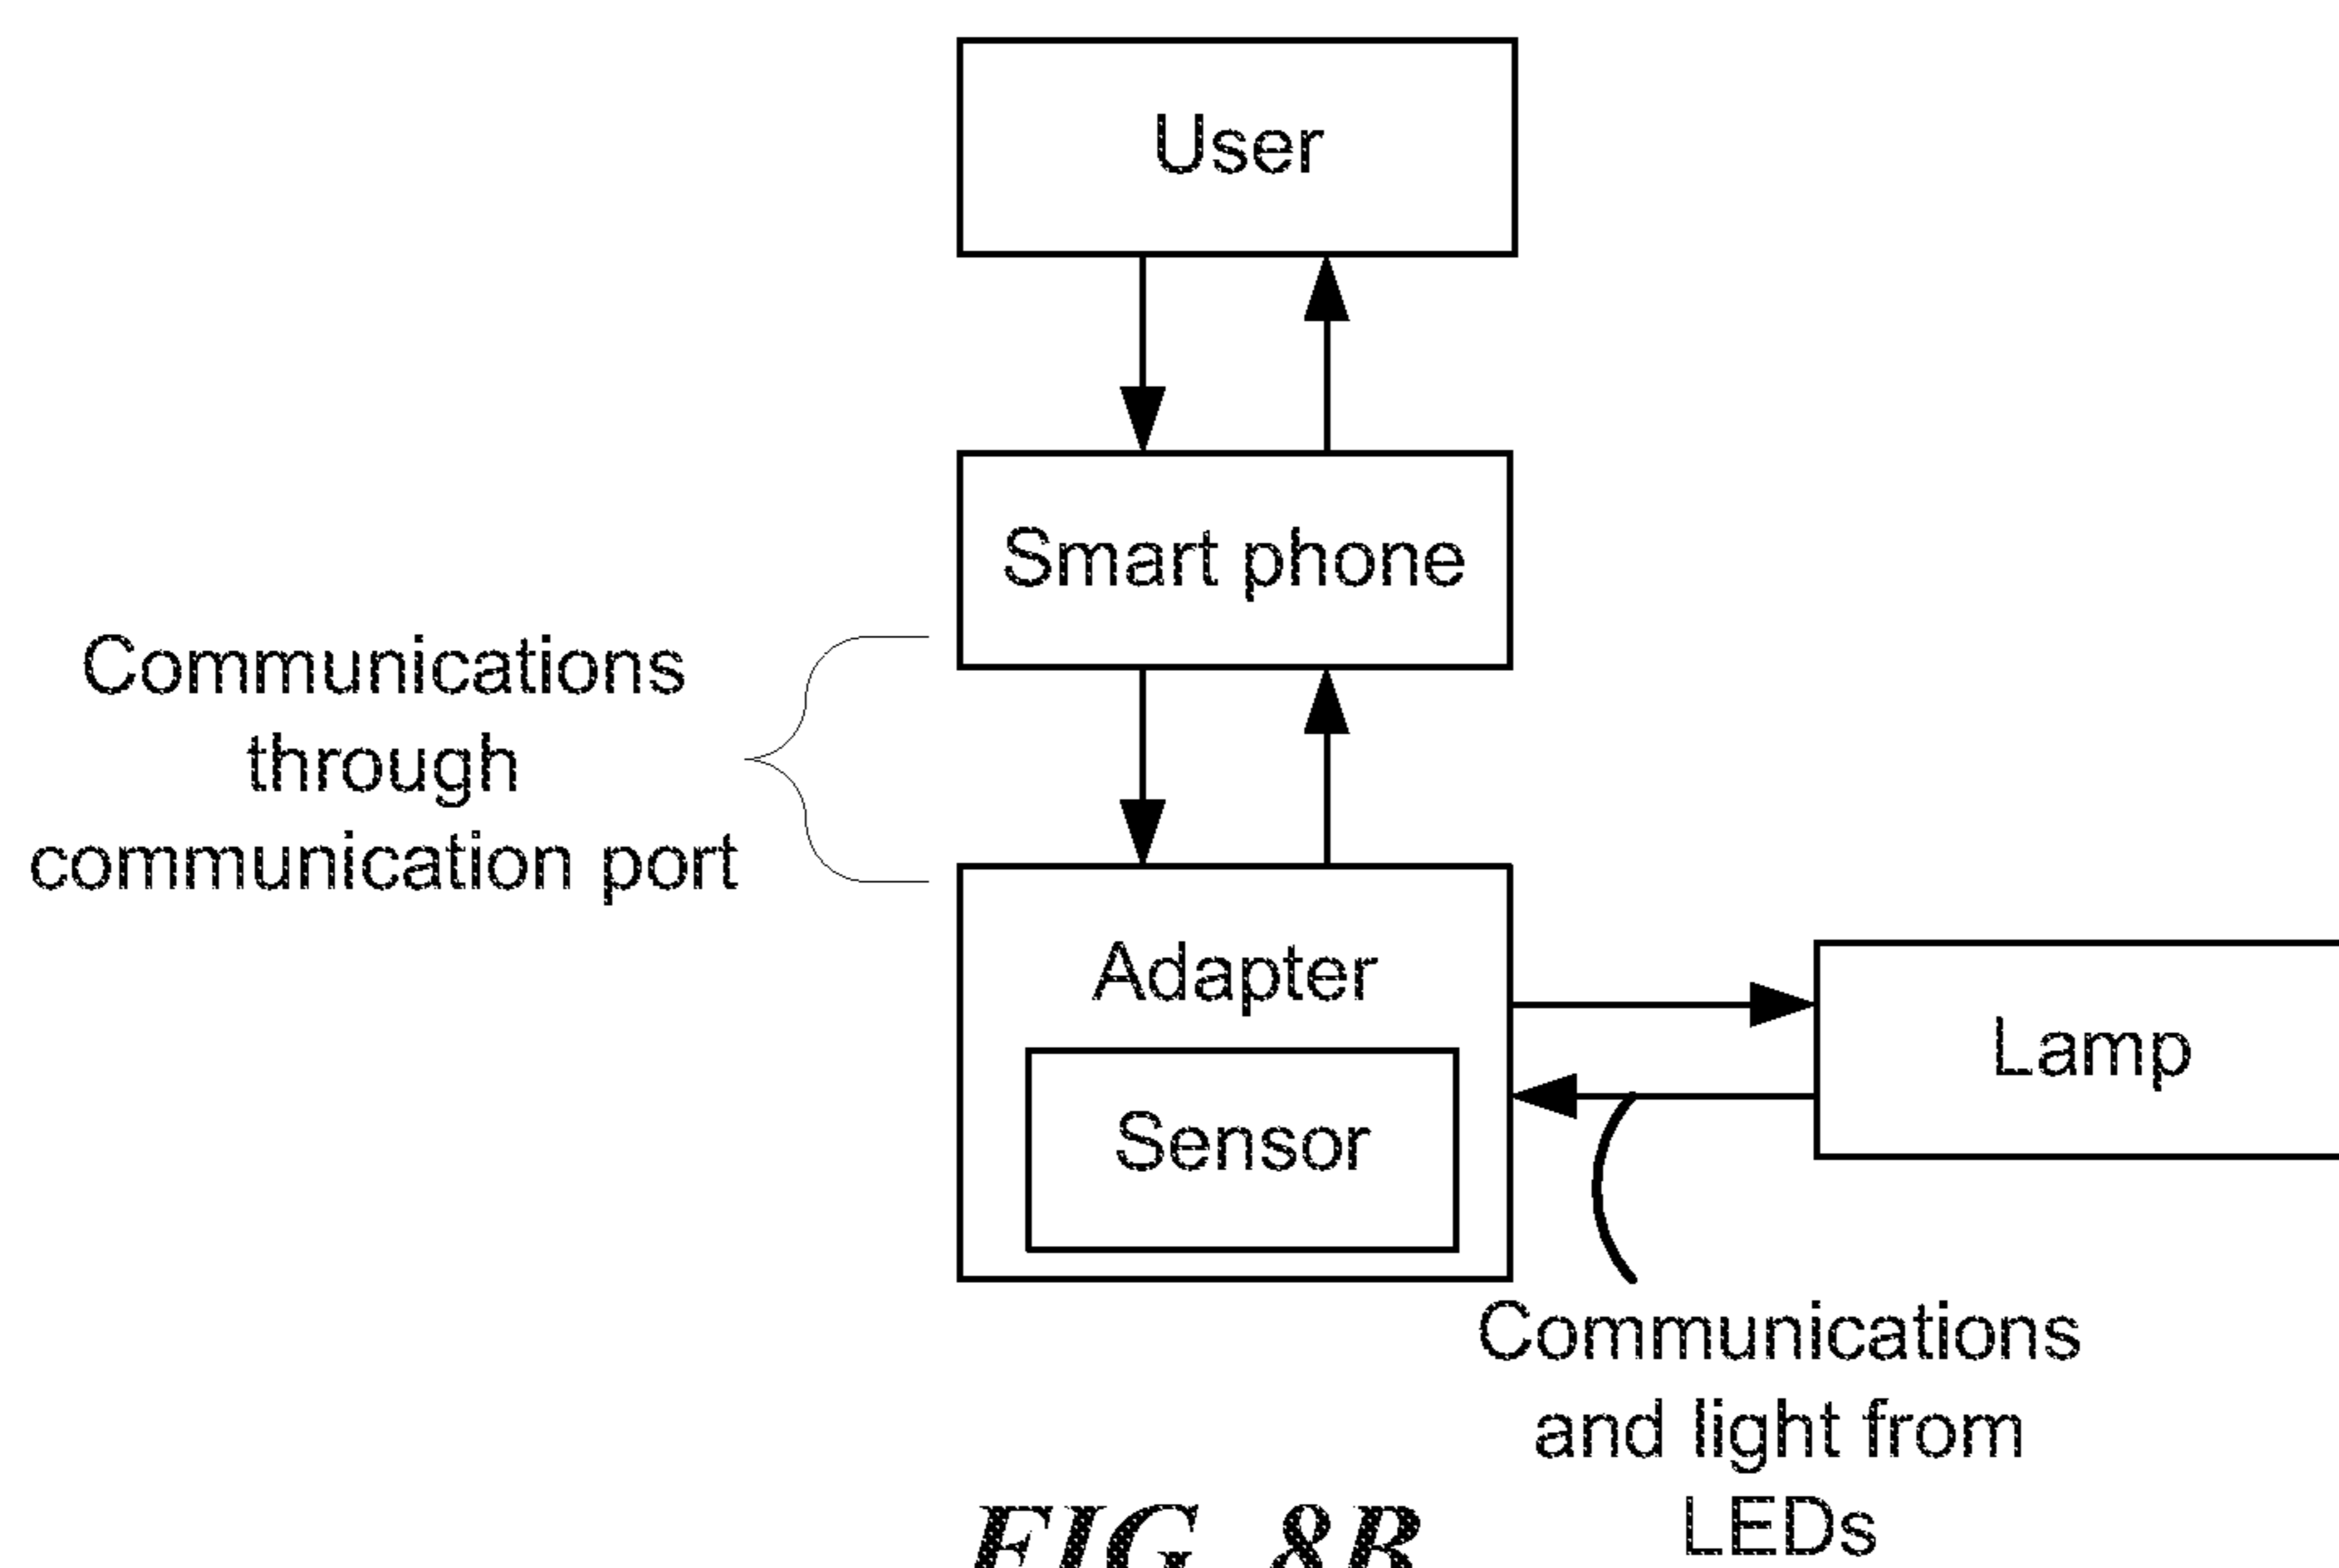 User
Smart phone
Communications
through
communication port
Adapter
Lamp
Sensor
Communications
and light from
LEDs
FIG. 8B